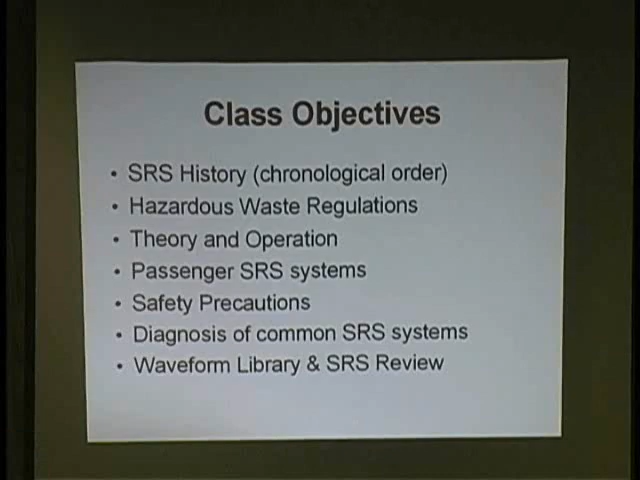 Class Objectives
• SRS History (chronological order)
• Hazardous Waste Regulations
• Theory and Operation
• Passenger SRS systems
• Safety Precautions
• Diagnosis of common SRS systems
• Waveform Library & SRS Review